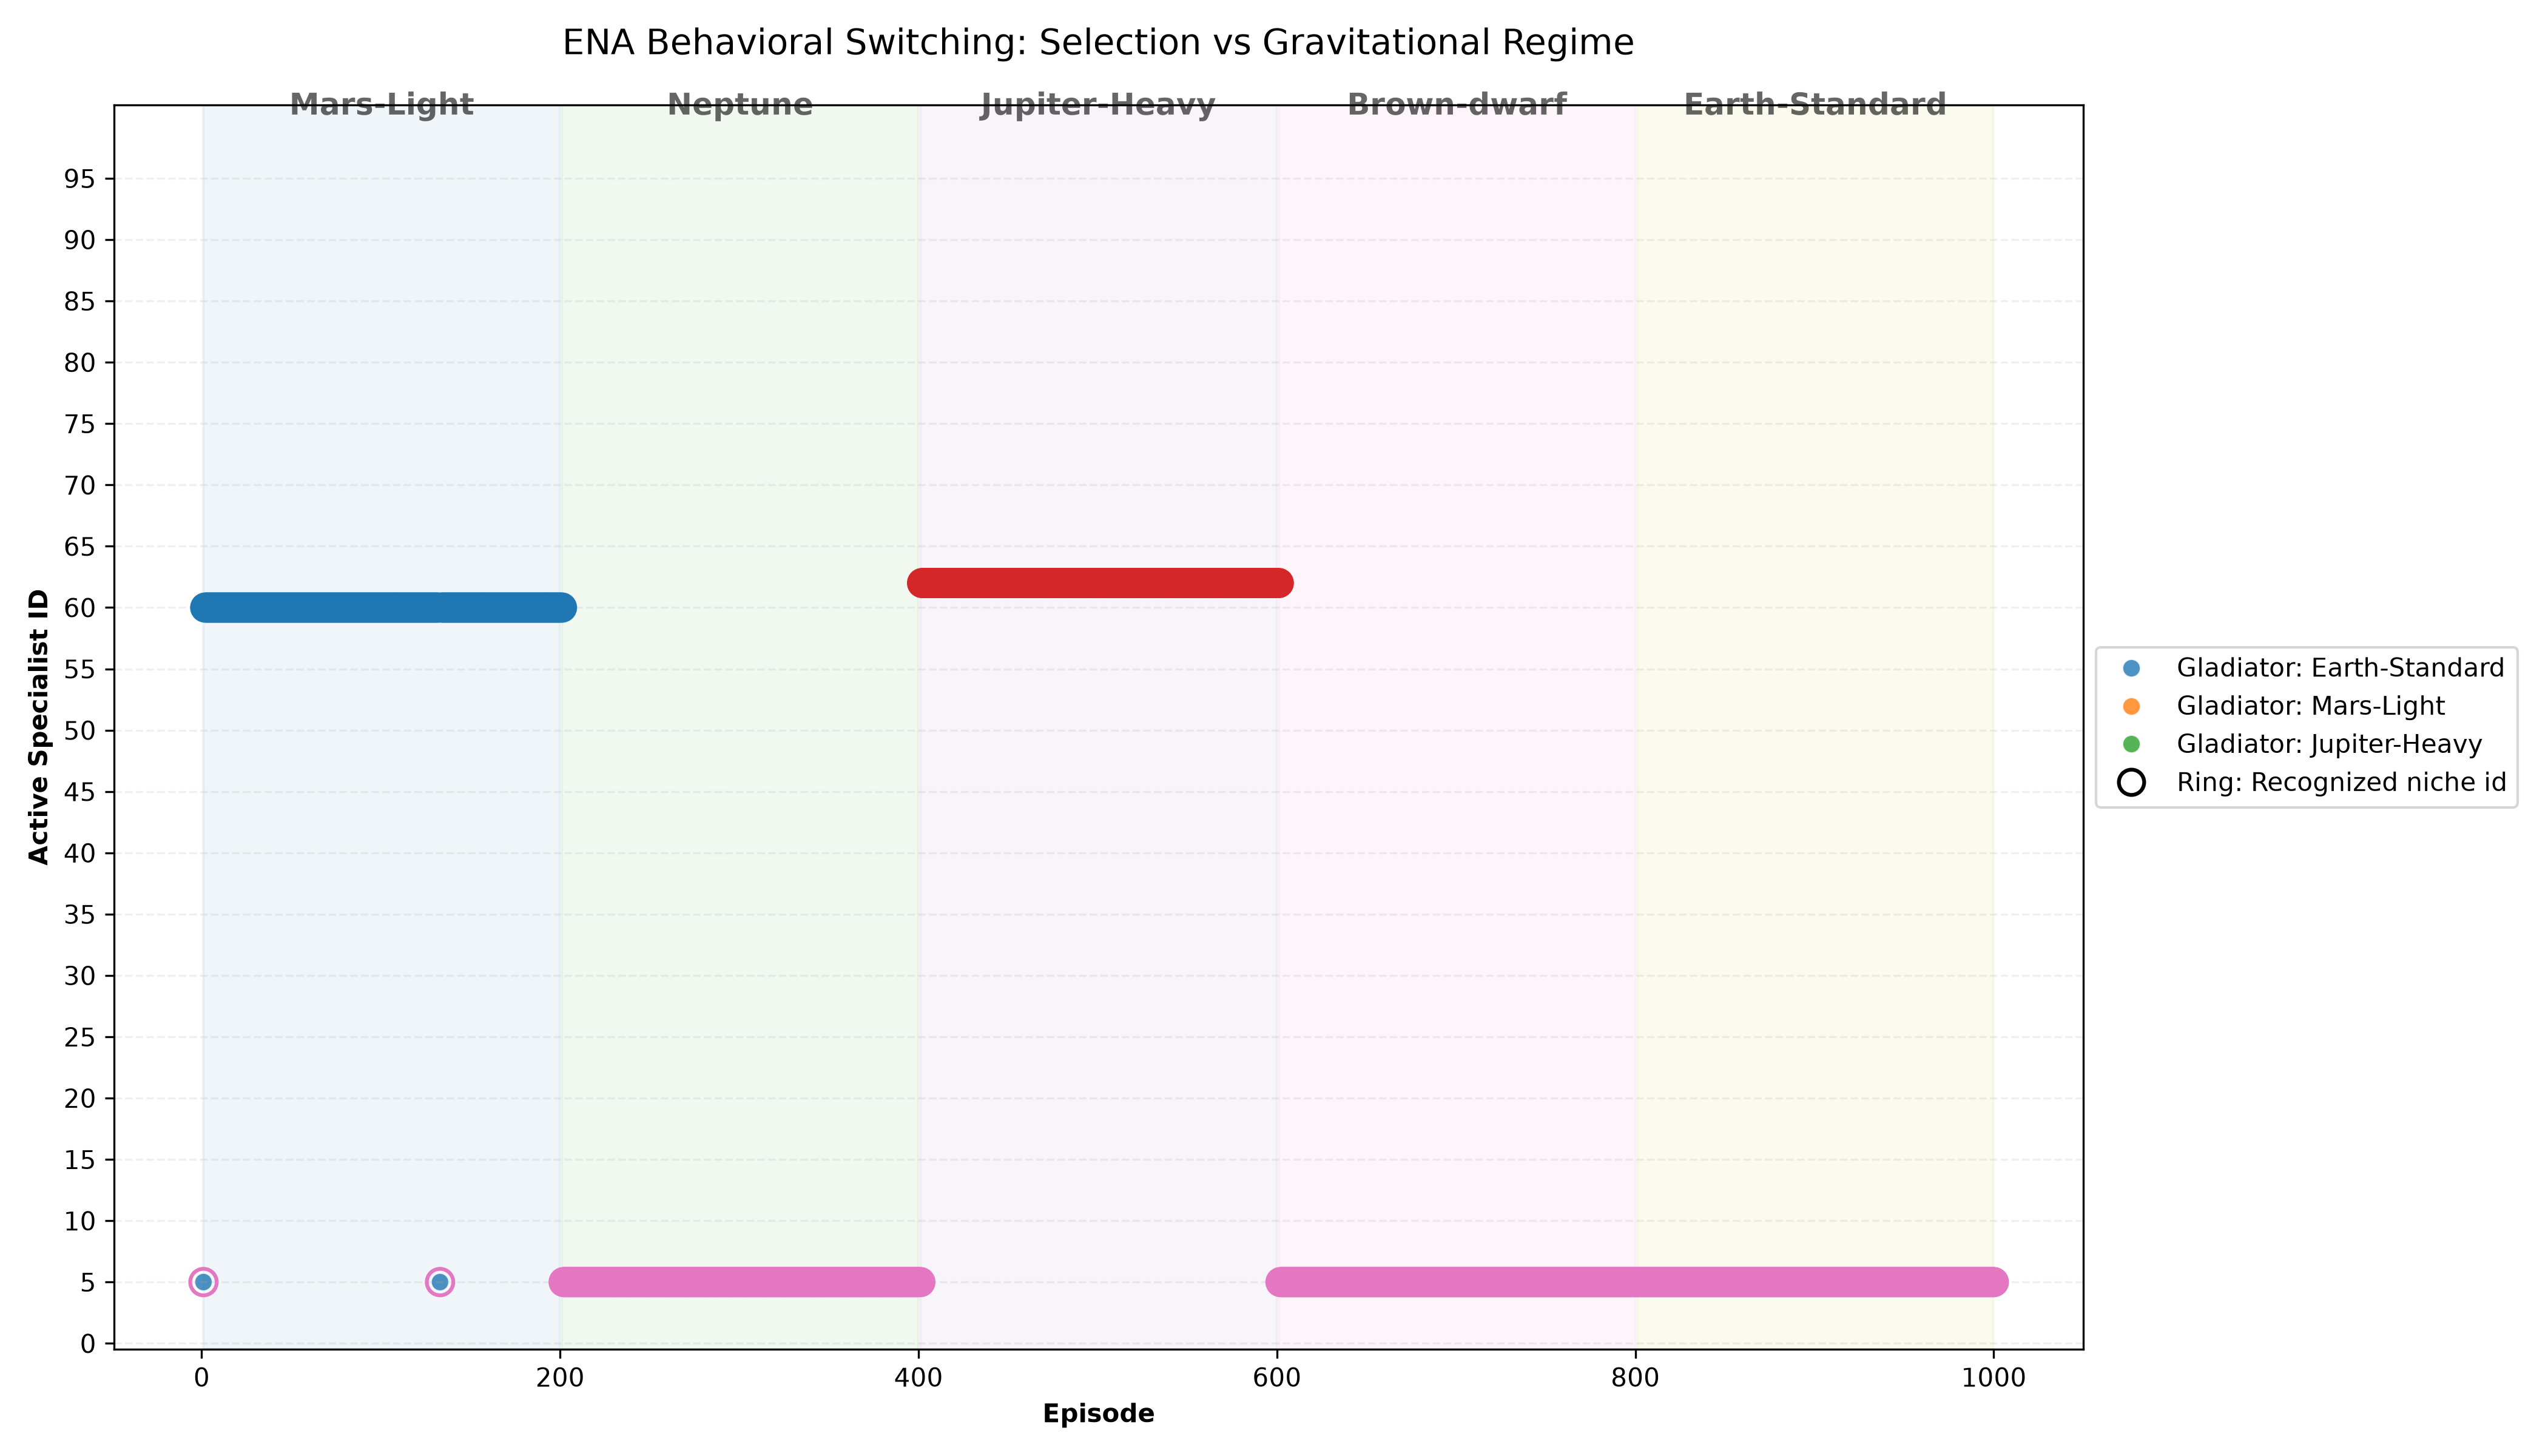 ENA Behavioral Switching: Selection vs Gravitational Regime
Mars-Light
Neptune
Jupiter-Heavy
Brown-dwarf
Earth-Standard
Active Specialist ID
95
90
85
80
75
70
65
60
55
50
45
40
35
30
25
20
15
10
5
0
0
200
400
600
800
1000
Episode
Gladiator: Earth-Standard
Gladiator: Mars-Light
Gladiator: Jupiter-Heavy
Ring: Recognized niche id